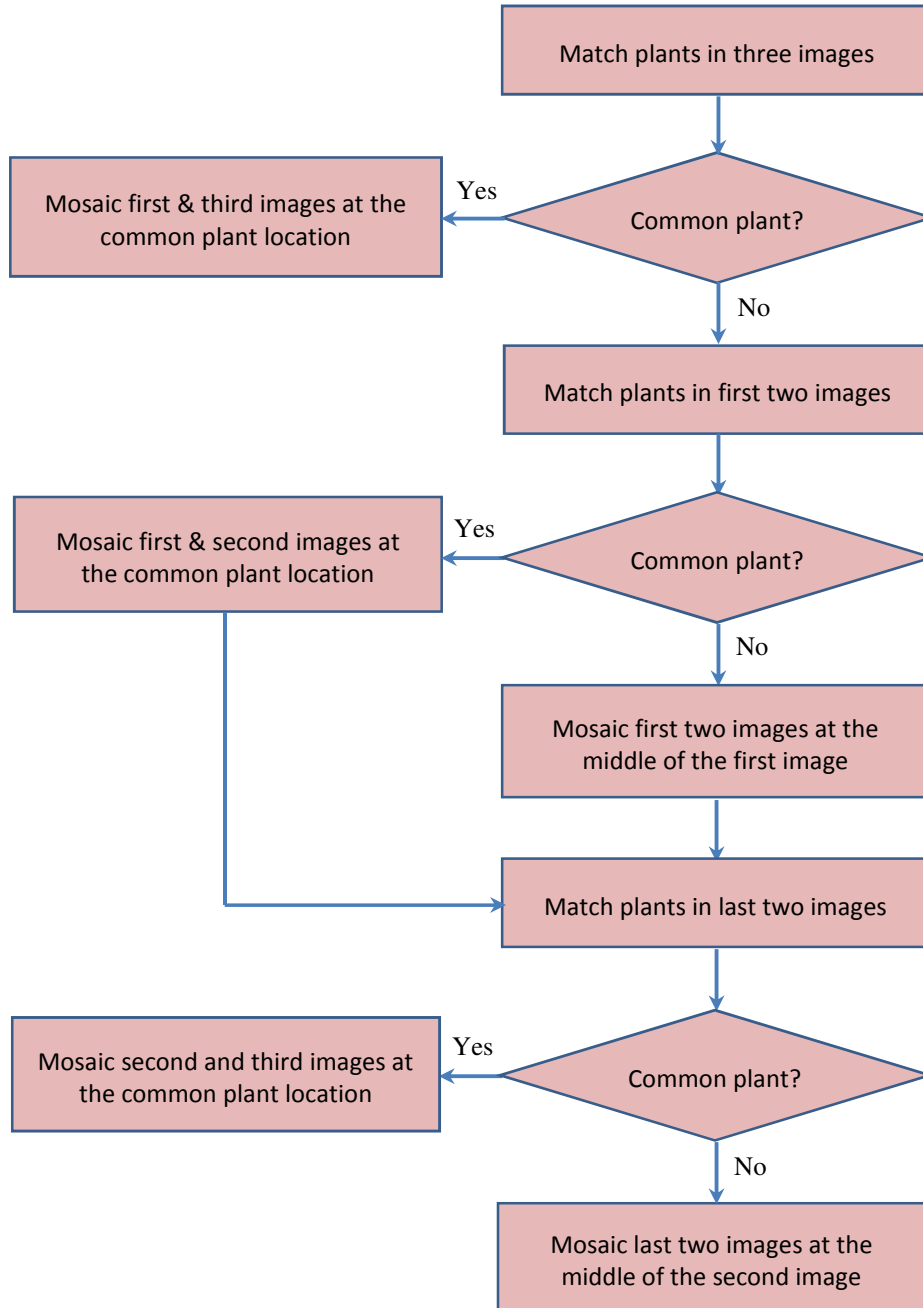 Match plants in three images
Yes
Mosaic first & third images at the
common plant location
Common plant?
No
Match plants in first two images
Yes
Mosaic first & second images at
the common plant location
Common plant?
No
Mosaic first two images at the
middle of the first image
Match plants in last two images
Yes
Mosaic second and third images at
the common plant location
Common plant?
No
Mosaic last two images at the
middle of the second image